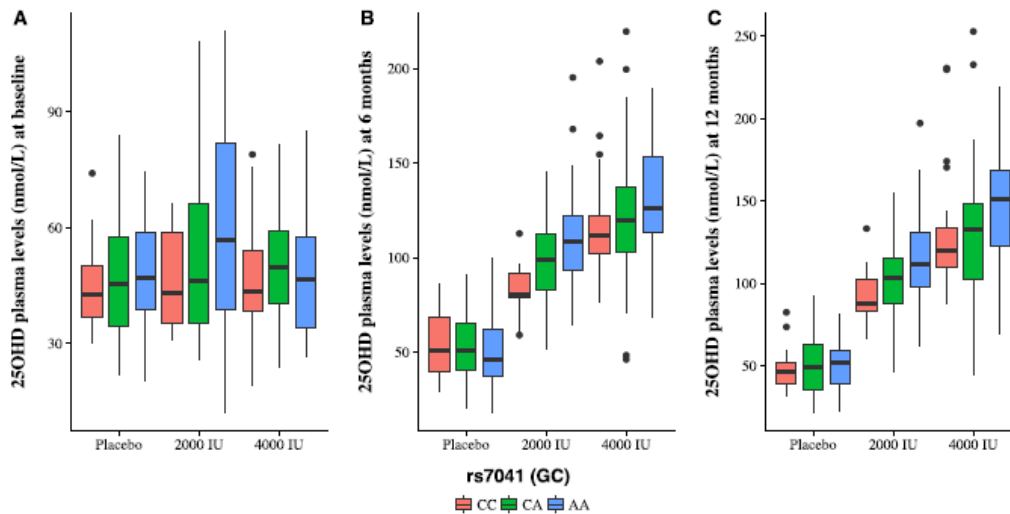 A
25OHD plasma levels (nmol/L) at baseline
90
60
30
Placebo 2000 IU 4000 IU
B
25OHD plasma levels (nmol/L) at 6 months
200
150
100
50
Placebo 2000 IU 4000 IU
C
25OHD plasma levels (nmol/L) at 12 months
250
200
150
100
50
Placebo 2000 IU 4000 IU
rs7041 (GC)
CC CA AA